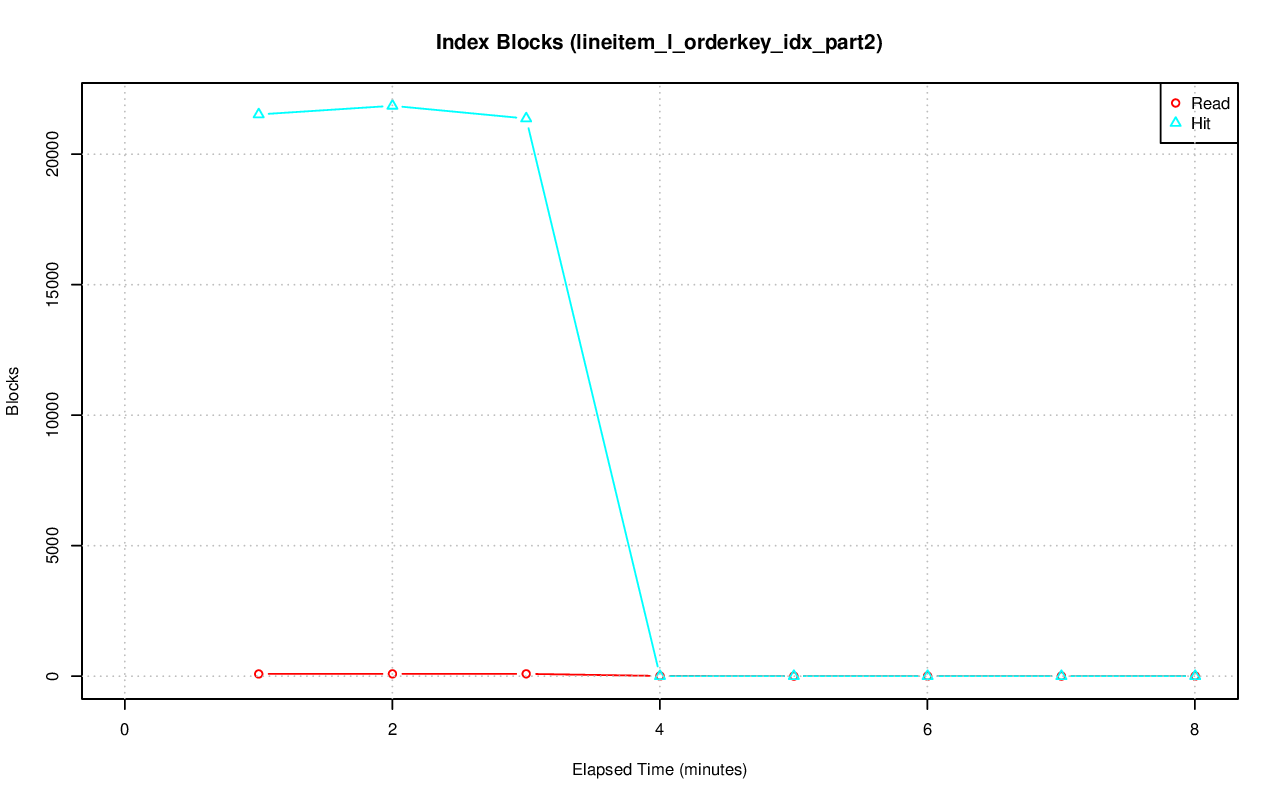 Index Blocks (lineitem_l_orderkey_idx_part2)
Read
Hit
20000
15000
10000
5000
0
Blocks
0 2 4 6 8
Elapsed Time (minutes)